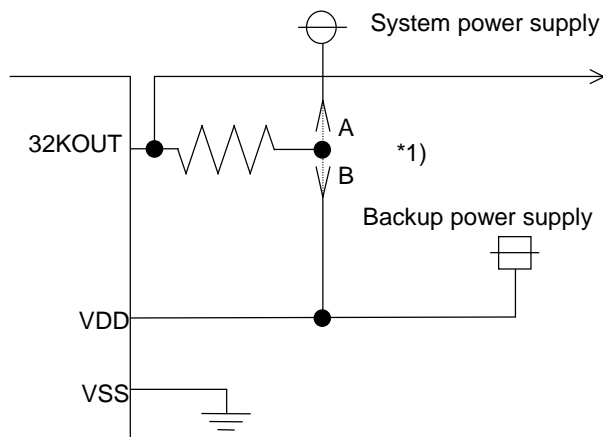 System power supply
A
32KOUT
*1)
B
Backup power supply
VDD
VSS